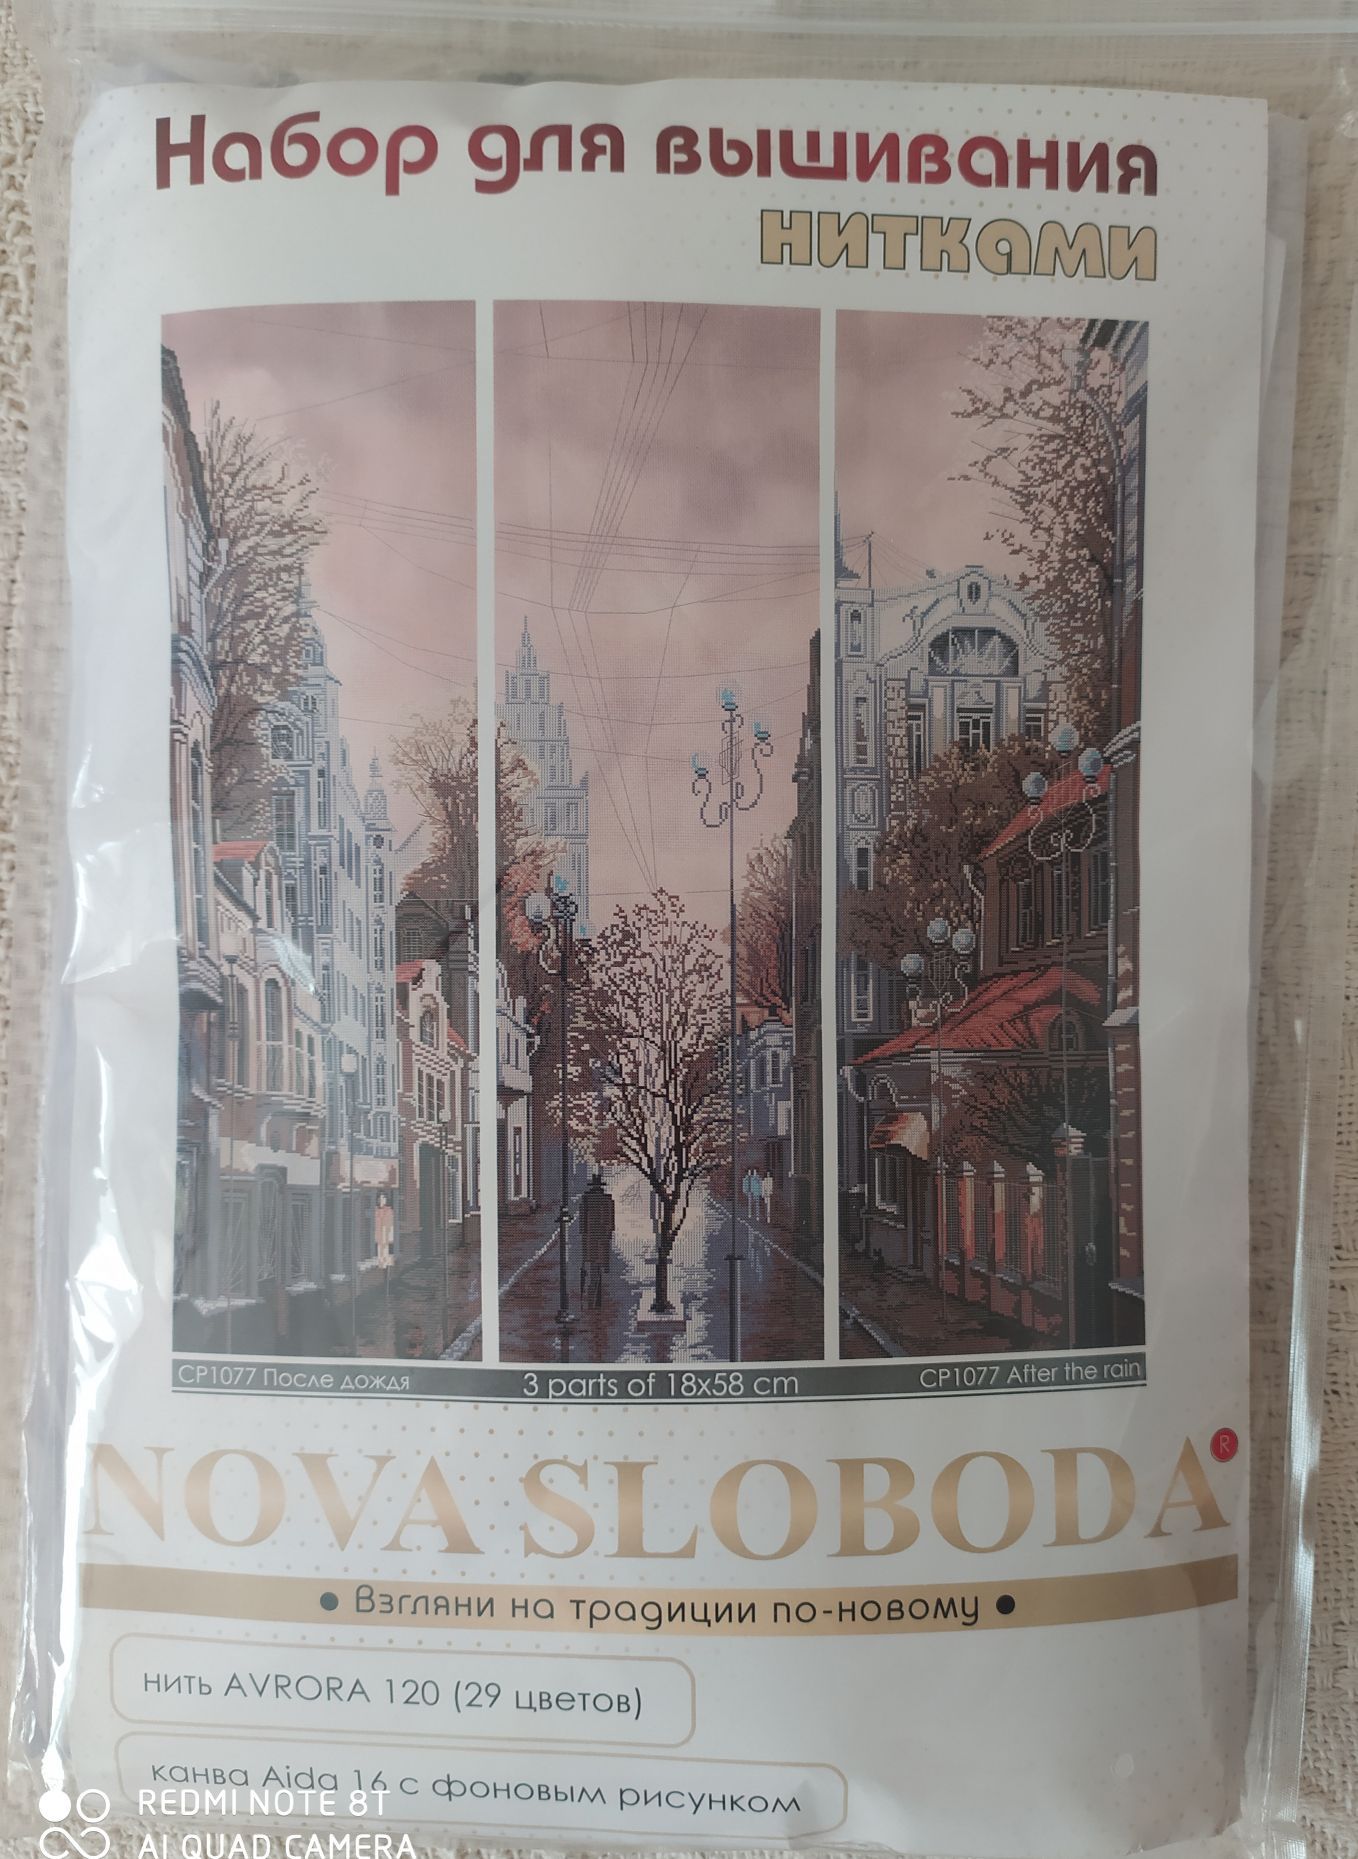 Набор для вышивания
нитками
СР1077 После дождя
3 parts of 18x58 cm
CP1077 After the rain
NOVA SLOBODA®
• Взгляни на традиции по-новому •
нить AVRORA 120 (29 цветов)
канва Aida 16 с фоновым рисунком
REDMI NOTE 8T
AI QUAD CAMERA